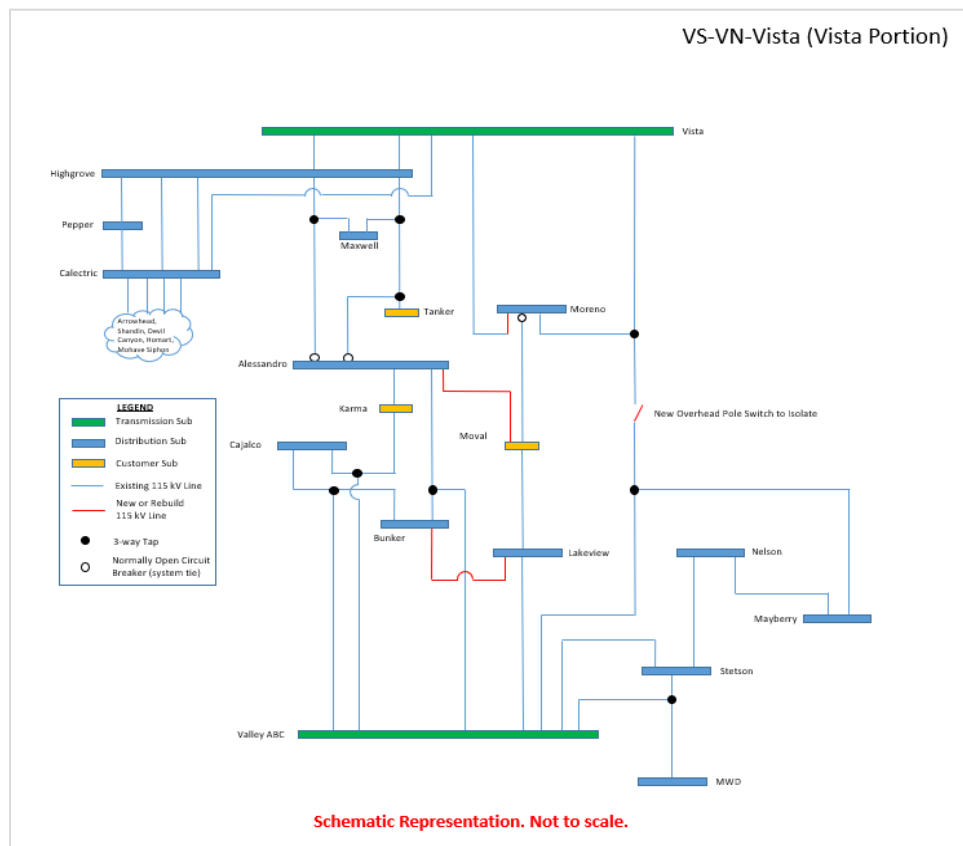 VS-VN-Vista (Vista Portion)
Vista
Highgrove
Pepper
Maxwell
Calectric
Tanker
Moreno
Arrowhead,
Shandin, Devil
Canyon, Homart,
Mohave Siphon
Alessandro
LEGEND
Transmission Sub
Distribution Sub
Customer Sub
Existing 115 kV Line
New or Rebuild
115 kV Line
3-way Tap
Normally Open Circuit
Breaker (system tie)
Karma
New Overhead Pole Switch to Isolate
Moval
Cajalco
Bunker
Lakeview
Nelson
Mayberry
Stetson
Valley ABC
MWD
Schematic Representation. Not to scale.